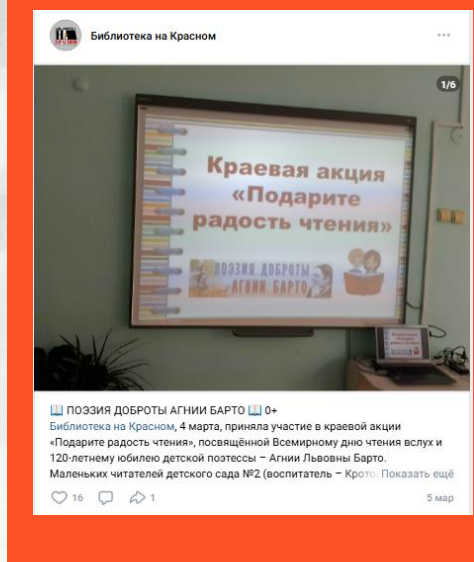 Библиотека на Красном
1/6
Краевая акция
«Подарите
радость чтения»
ПОЭЗИЯ ДОБРОТЫ
АГНИИ БАРТО
📖 ПОЭЗИЯ ДОБРОТЫ АГНИИ БАРТО 📖 0+
Библиотека на Красном, 4 марта, приняла участие в краевой акции
«Подарите радость чтения», посвящённой Всемирному дню чтения вслух и
120-летнему юбилею детской поэтессы – Агнии Львовны Барто.
Маленьких читателей детского сада №2 (воспитатель – Крото Показать ещё
16
1
5 мар